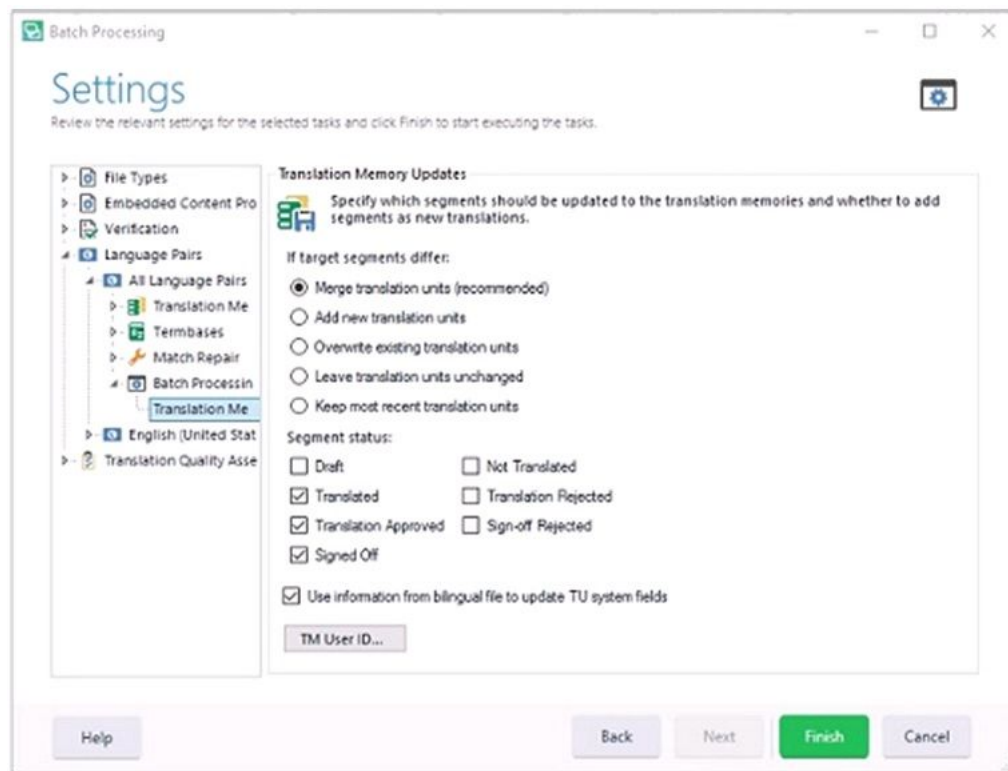 Batch Processing
Settings
Review the relevant settings for the selected tasks and click Finish to start executing the tasks.
File Types
Embedded Content Pro
Verification
Language Pairs
All Language Pairs
Translation Me
Termbases
Match Repair
Batch Processin
Translation Me
English (United Stat
Translation Quality Asse
Translation Memory Updates
Specify which segments should be updated to the translation memories and whether to add
segments as new translations.
If target segments differ:
Merge translation units (recommended)
Add new translation units
Overwrite existing translation units
Leave translation units unchanged
Keep most recent translation units
Segment status:
Draft Not Translated
Translated Translation Rejected
Translation Approved Sign-off Rejected
Signed Off
Use information from bilingual file to update TU system fields
TM User ID...
Help Back Next Finish Cancel